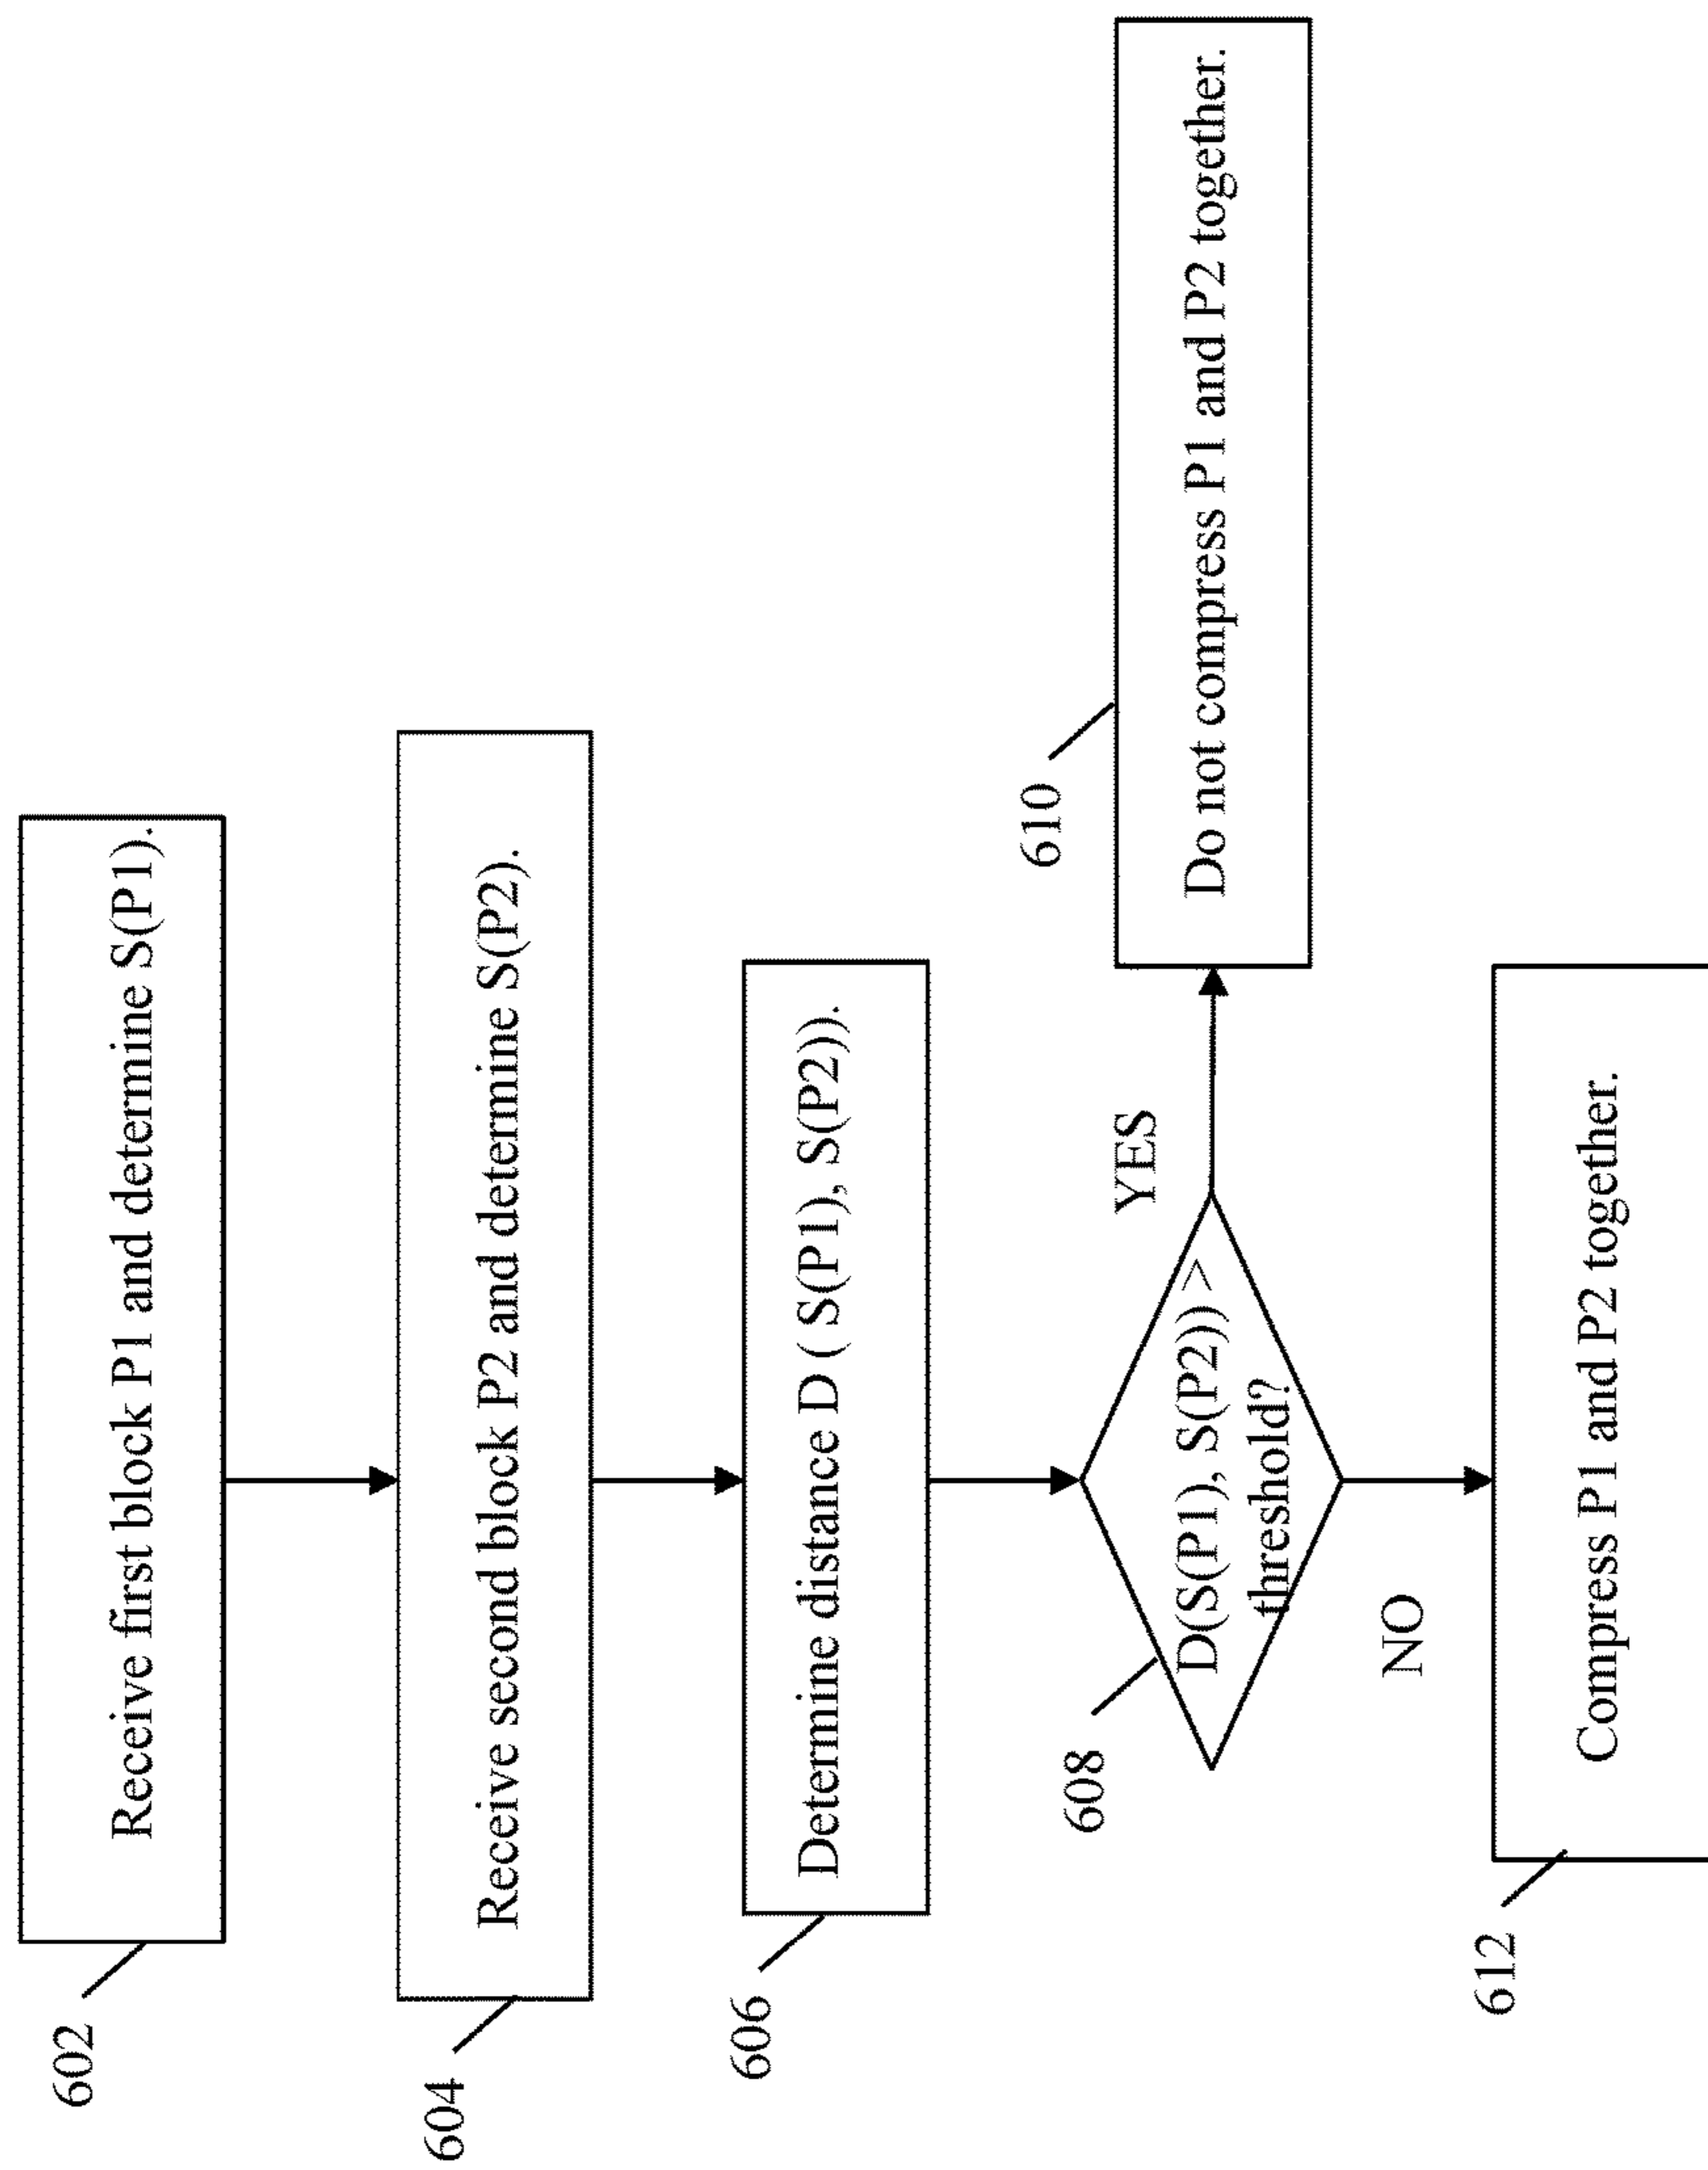 602
Receive first block P1 and determine S(P1).
604
Receive second block P2 and determine S(P2).
606
Determine distance D ( S(P1), S(P2)).
608
D(S(P1), S(P2)) >
threshold?
YES
610
Do not compress P1 and P2 together.
NO
612
Compress P1 and P2 together.